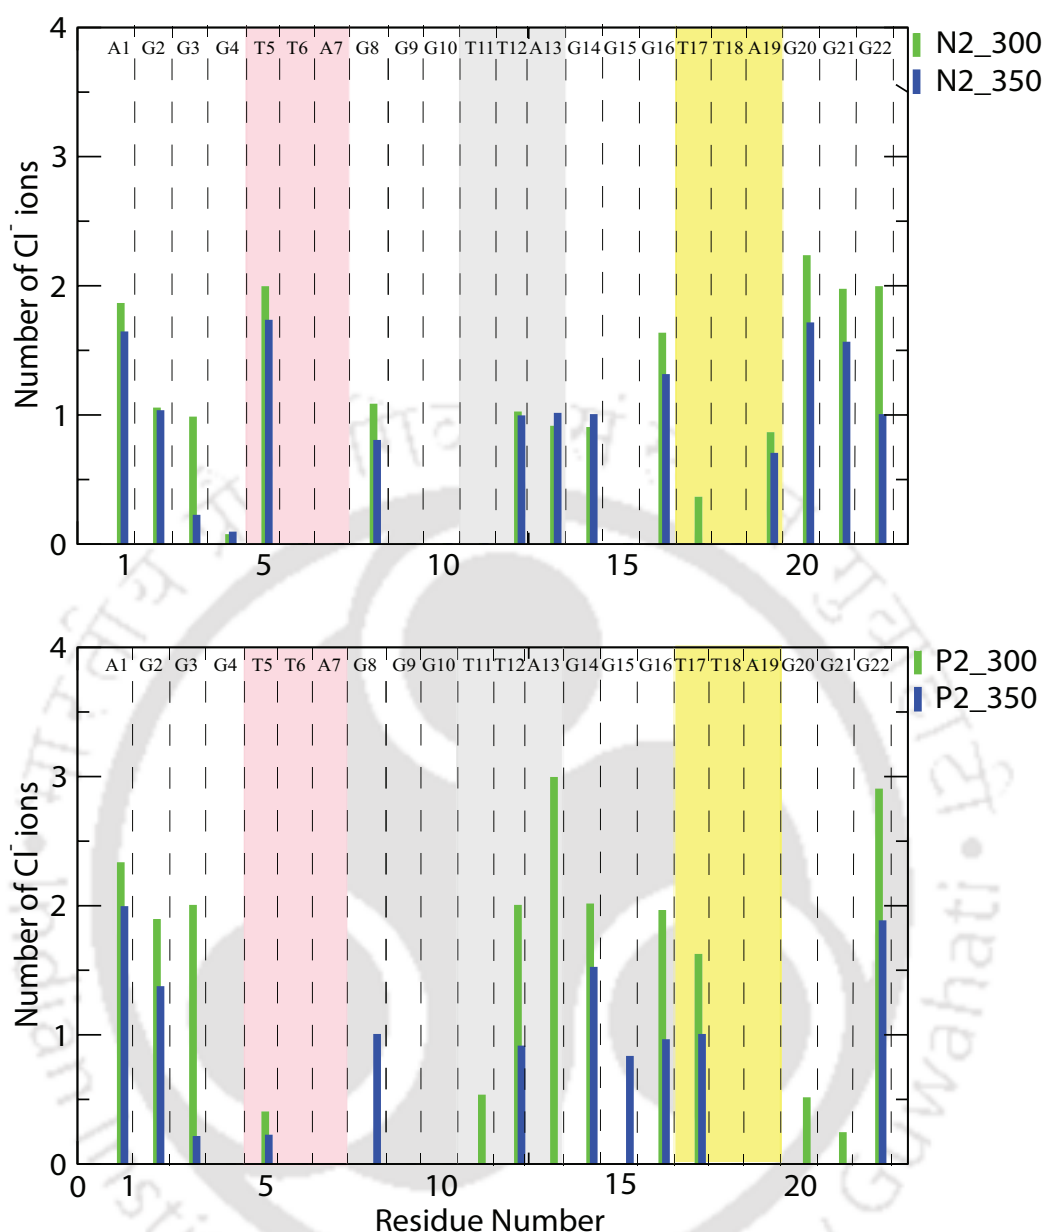 4 A1 G2 G3 G4 T5 T6 A7 G8 G9 G10 T11 T12 A13 G14 G15 G16 T17 T18 A19 G20 G21 G22 N2_300
N2_350
3
2
1
0
Number of Cl⁻ ions
1 5 10 15 20
4 A1 G2 G3 G4 T5 T6 A7 G8 G9 G10 T11 T12 A13 G14 G15 G16 T17 T18 A19 G20 G21 G22 P2_300
P2_350
3
2
1
0
Number of Cl⁻ ions
0 1 5 10 15 20
Residue Number
Guwahati